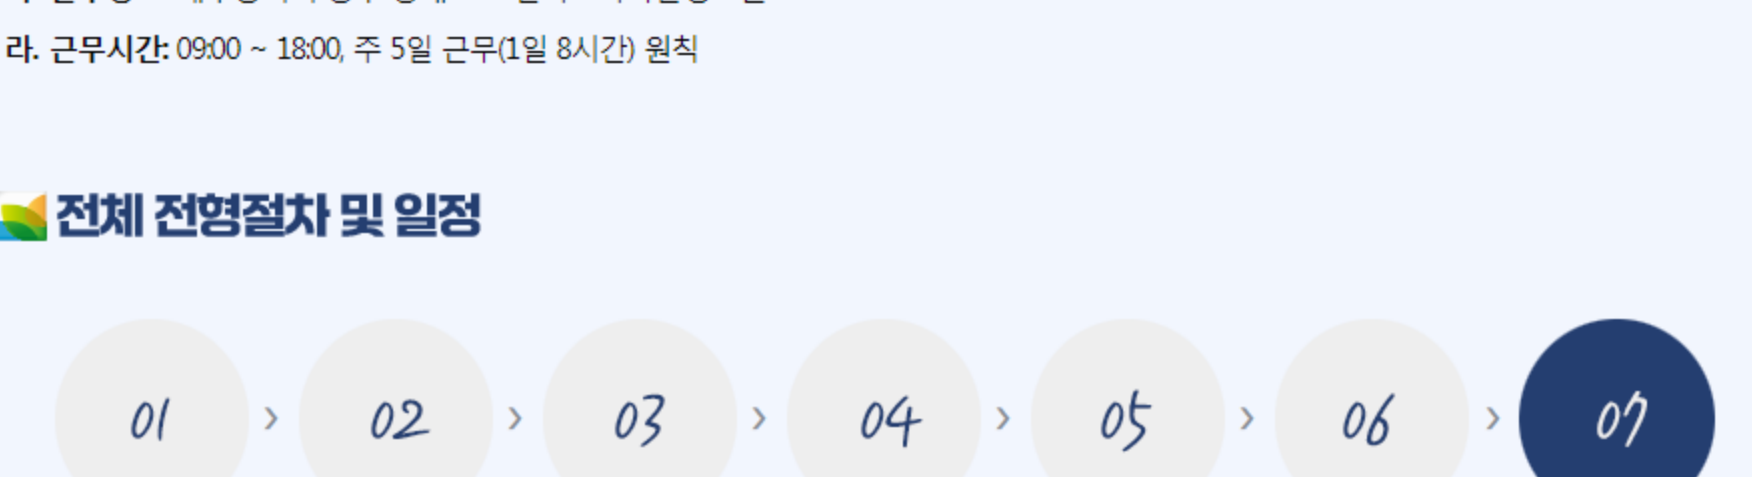 라. 근무시간: 09:00 ~ 18:00, 주 5일 근무(1일 8시간) 원칙
전체 전형절차 및 일정
01 › 02 › 03 › 04 › 05 › 06 › 07